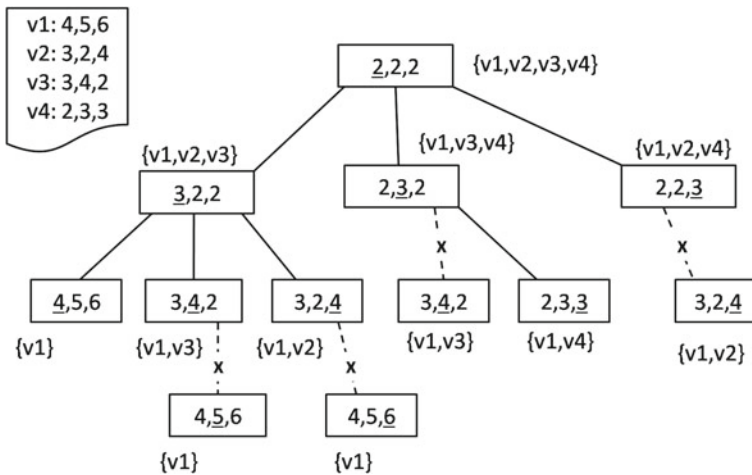 v1: 4,5,6
v2: 3,2,4
v3: 3,4,2
v4: 2,3,3
2,2,2
{v1,v2,v3,v4}
{v1,v2,v3}
{v1,v3,v4}
{v1,v2,v4}
3,2,2
2,3,2
2,2,3
x
x
4,5,6
3,4,2
3,2,4
3,4,2
2,3,3
3,2,4
{v1}
{v1,v3}
{v1,v2}
{v1,v3}
{v1,v4}
{v1,v2}
x
x
4,5,6
4,5,6
{v1}
{v1}